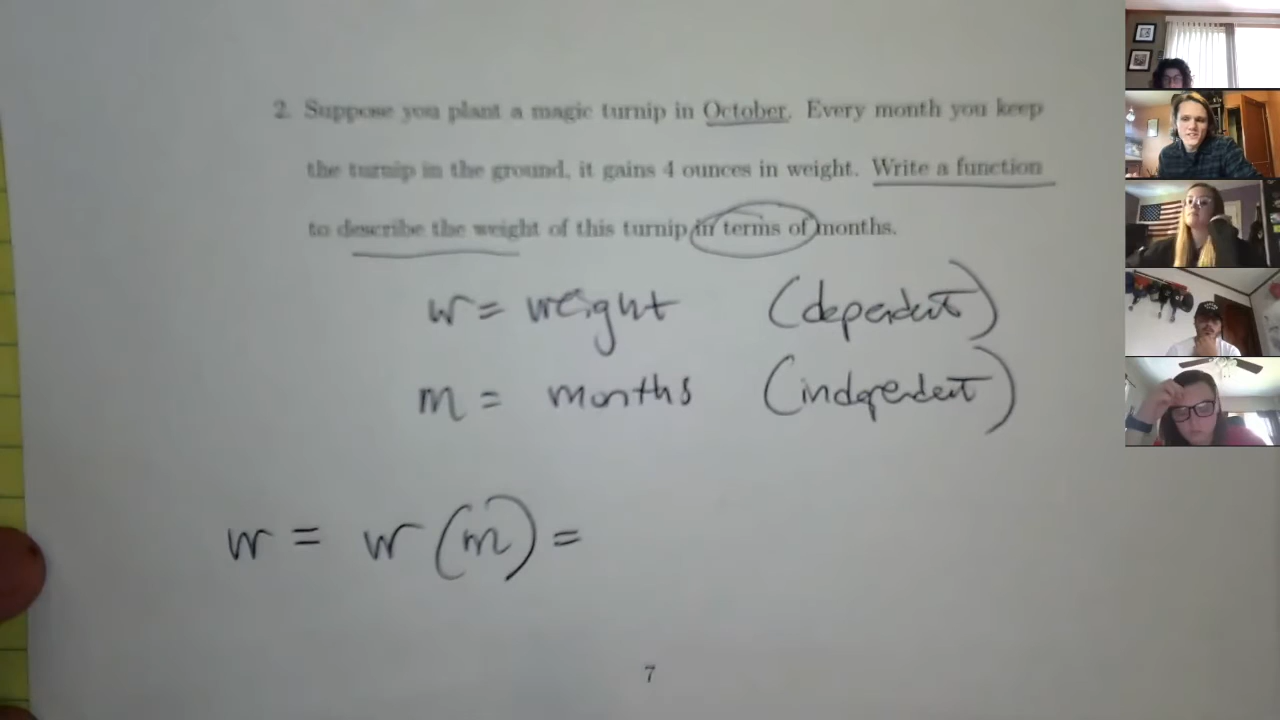 2. Suppose you plant a magic turnip in October. Every month you keep
the turnip in the ground, it gains 4 ounces in weight. Write a function
to describe the weight of this turnip in terms of months.
w = weight (dependent)
m = months (independent)
w = w(m) =
7